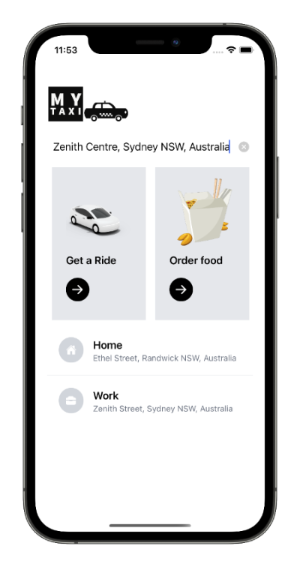 11:53
MY
TAXI
Zenith Centre, Sydney NSW, Australia
Get a Ride
Order food
Home
Ethel Street, Randwick NSW, Australia
Work
Zenith Street, Sydney NSW, Australia